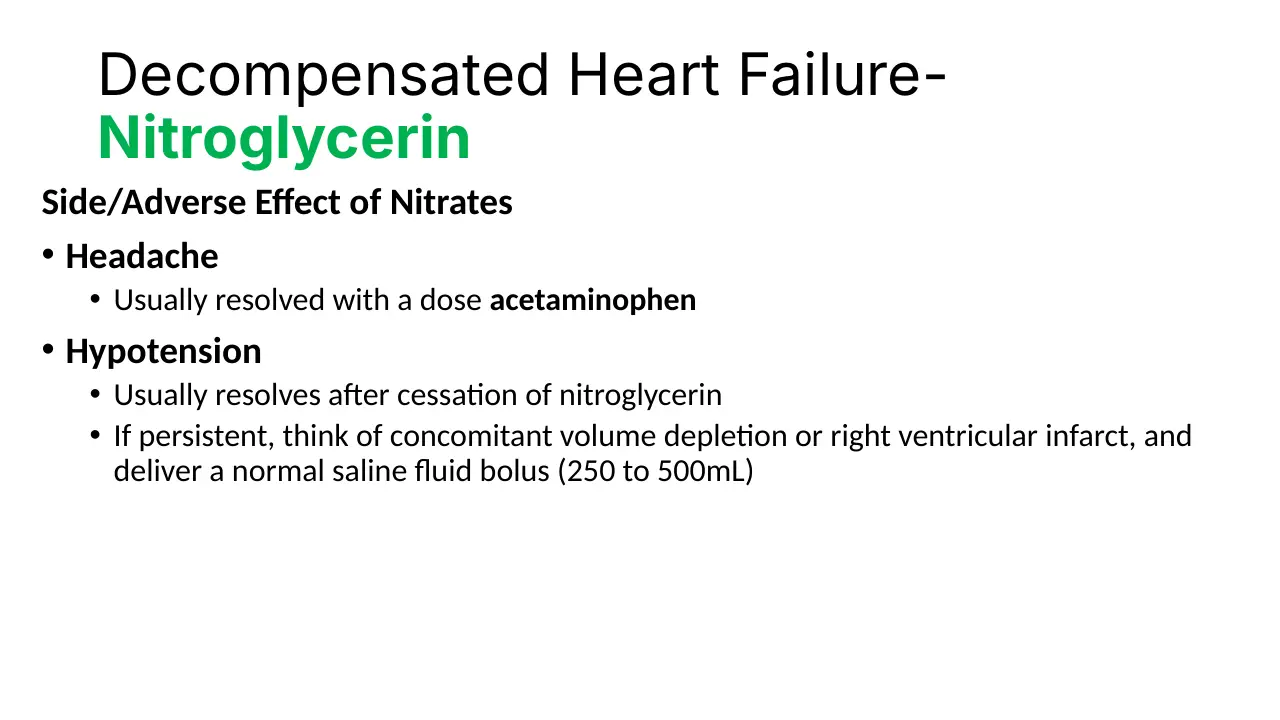 Decompensated Heart Failure-
Nitroglycerin
Side/Adverse Effect of Nitrates
• Headache
• Usually resolved with a dose acetaminophen
• Hypotension
• Usually resolves after cessation of nitroglycerin
• If persistent, think of concomitant volume depletion or right ventricular infarct, and
deliver a normal saline fluid bolus (250 to 500mL)